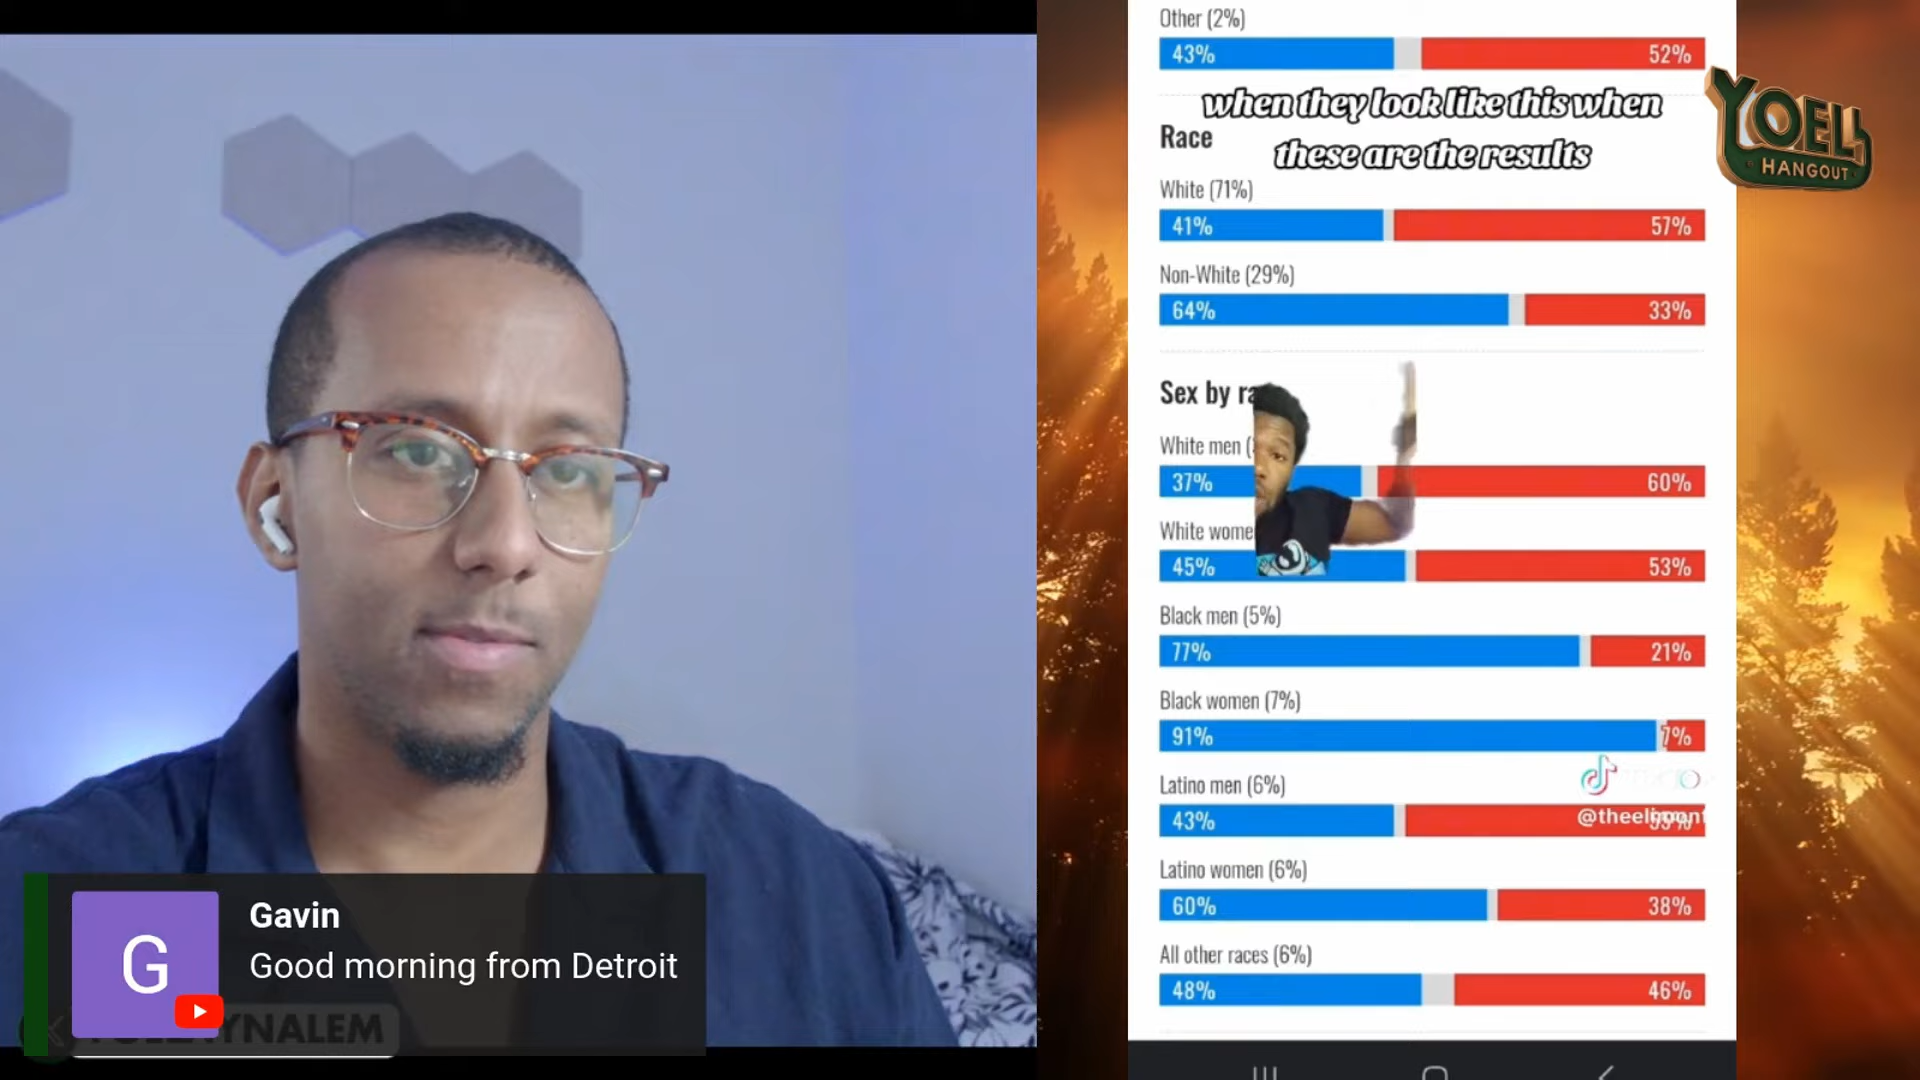 Other (2%)
43% 52%
when they look like this when
these are the results
Race
White (71%)
41% 57%
Non-White (29%)
64% 33%
Sex by
White men
37% 60%
White
45% 53%
Black men (5%)
77% 21%
Black women (7%)
91% 7%
Latino men (6%)
43%
Latino women (6%)
60% 38%
All other races (6%)
48% 46%
YOEL
HANGOUT
G
Gavin
Good morning from Detroit